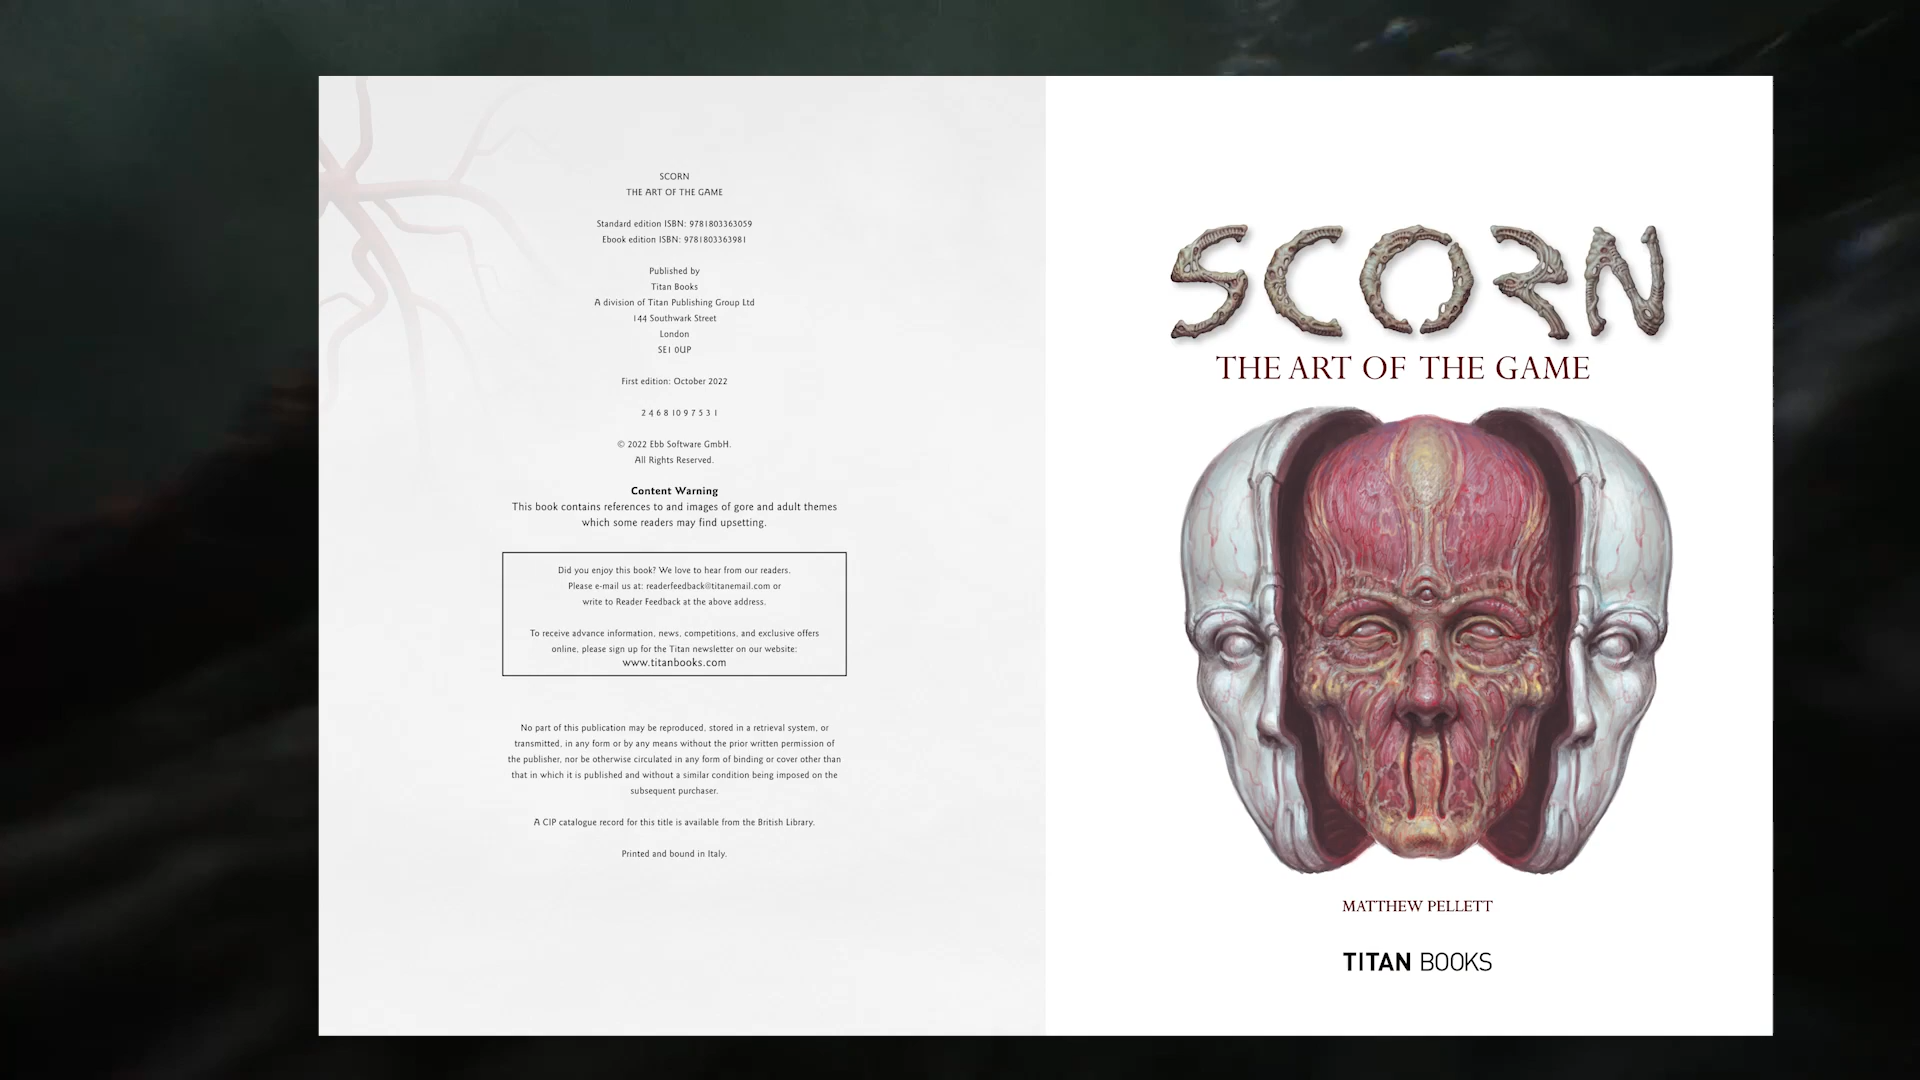 SCORN
THE ART OF THE GAME
Standard edition ISBN: 9781803363059
Ebook edition ISBN: 9781803363981
Published by
Titan Books
A division of Titan Publishing Group Ltd
144 Southwark Street
London
SE1 0UP
First edition: October 2022
2 4 6 8 10 9 7 5 3 1
© 2022 Ebb Software GmbH.
All Rights Reserved.
Content Warning
This book contains references to and images of gore and adult themes
which some readers may find upsetting.
Did you enjoy this book? We love to hear from our readers.
Please e-mail us at: readerfeedback@titanemail.com or
write to Reader Feedback at the above address.
To receive advance information, news, competitions, and exclusive offers
online, please sign up for the Titan newsletter on our website:
www.titanbooks.com
No part of this publication may be reproduced, stored in a retrieval system, or
transmitted, in any form or by any means without the prior written permission of
the publisher, nor be otherwise circulated in any form of binding or cover other than
that in which it is published and without a similar condition being imposed on the
subsequent purchaser.
A CIP catalogue record for this title is available from the British Library.
Printed and bound in Italy.
SCORN
THE ART OF THE GAME
MATTHEW PELLETT
TITAN BOOKS